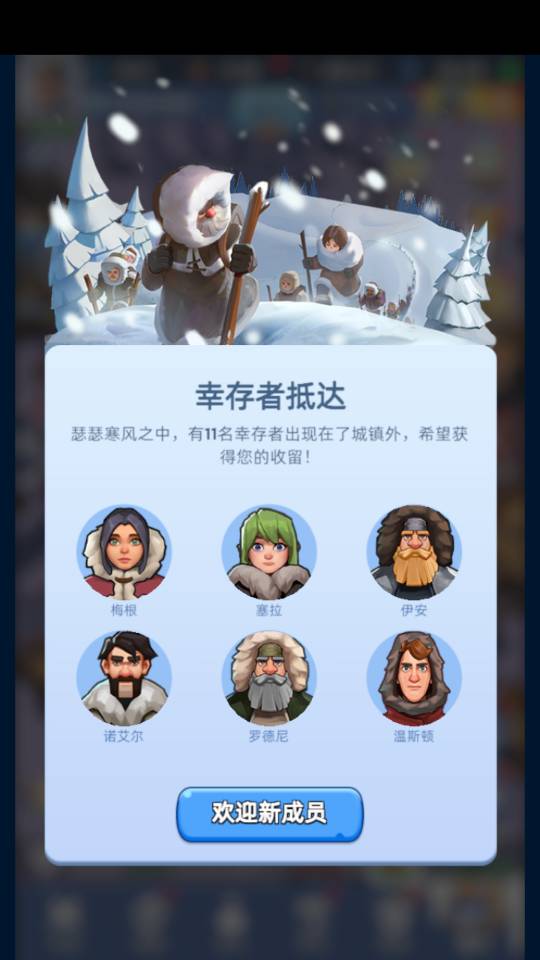 幸存者抵达
瑟瑟寒风之中，有11名幸存者出现在了城镇外，希望获
得您的收留！
梅根
塞拉
伊安
诺艾尔
罗德尼
温斯顿
欢迎新成员